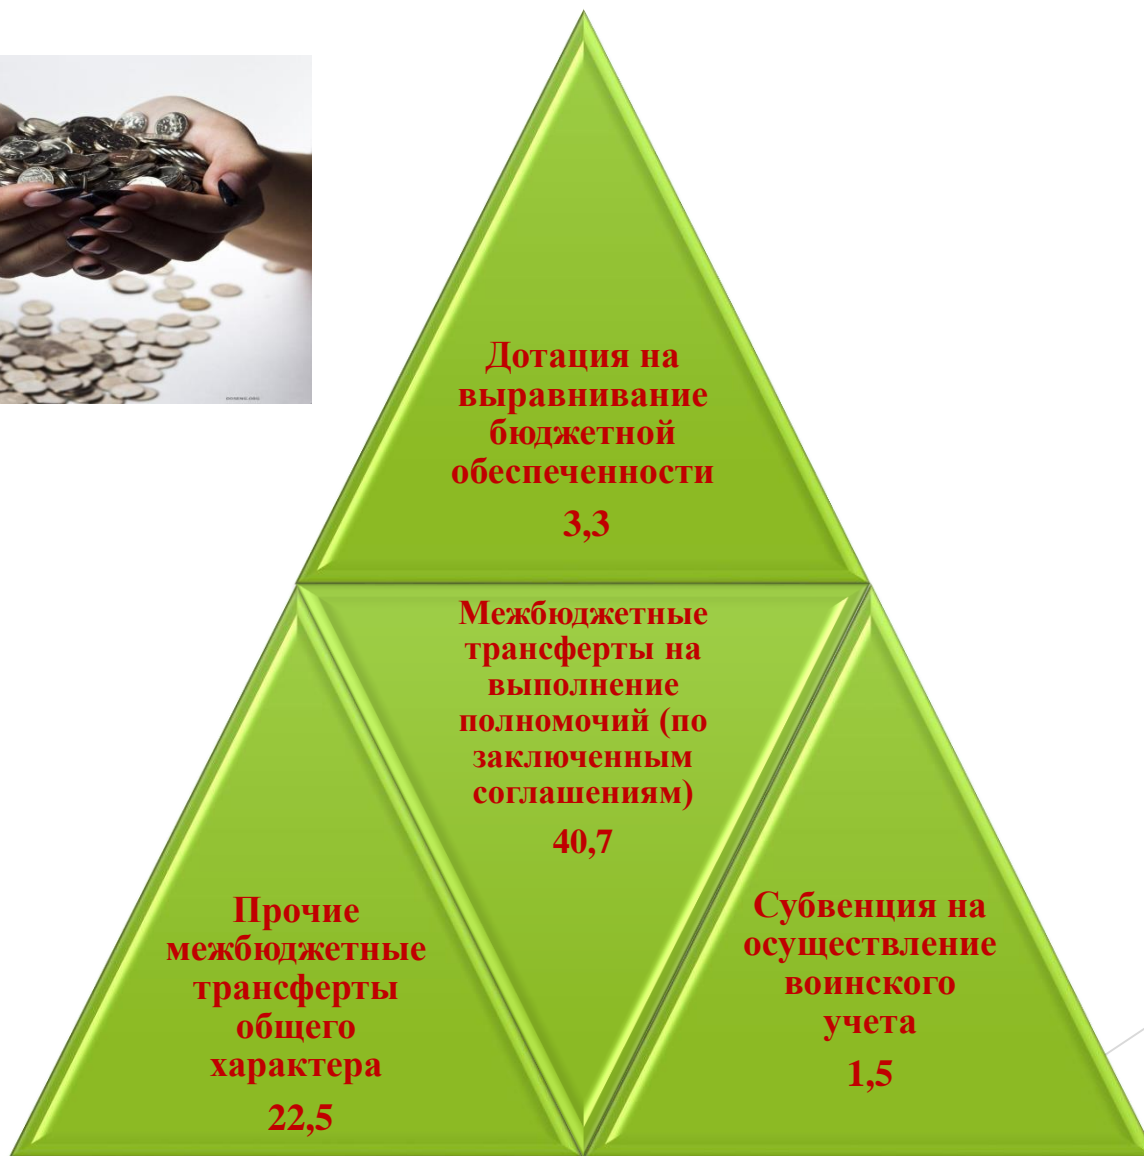 Дотация на
выравнивание
бюджетной
обеспеченности
3,3
Межбюджетные
трансферты на
выполнение
полномочий (по
заключенным
соглашениям)
40,7
Прочие
межбюджетные
трансферты
общего
характера
22,5
Субвенция на
осуществление
воинского
учета
1,5